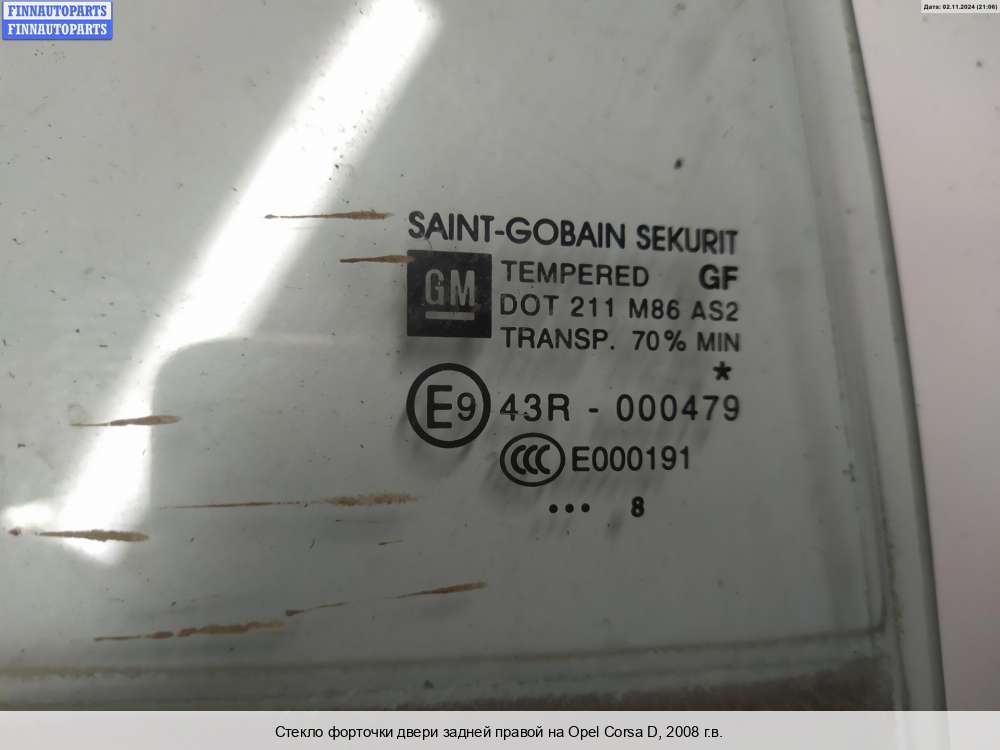 FINNAUTOPARTS
FINNAUTOPARTS
Дата: 02.11.2024 (21:06)
SAINT-GOBAIN SEKURIT
GM
TEMPERED GF
DOT 211 M86 AS2
TRANSP. 70% MIN
*
E9 43R - 000479
CCC E000191
••• 8
Стекло форточки двери задней правой на Opel Corsa D, 2008 г.в.